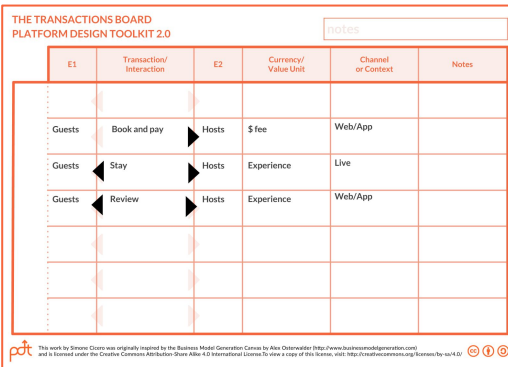 THE TRANSACTIONS BOARD
PLATFORM DESIGN TOOLKIT 2.0
notes
E1 Transaction/ Interaction E2 Currency/ Value Unit Channel or Context Notes
Guests Book and pay Hosts $ fee Web/App
Guests Stay Hosts Experience Live
Guests Review Hosts Experience Web/App
pdt
This work by Simone Cicero was originally inspired by the Business Model Generation Canvas by Alex Osterwalder (http://www.businessmodelgeneration.com)
and is licensed under the Creative Commons Attribution-Share Alike 4.0 International License.To view a copy of this license, visit: http://creativecommons.org/licenses/by-sa/4.0/
cc